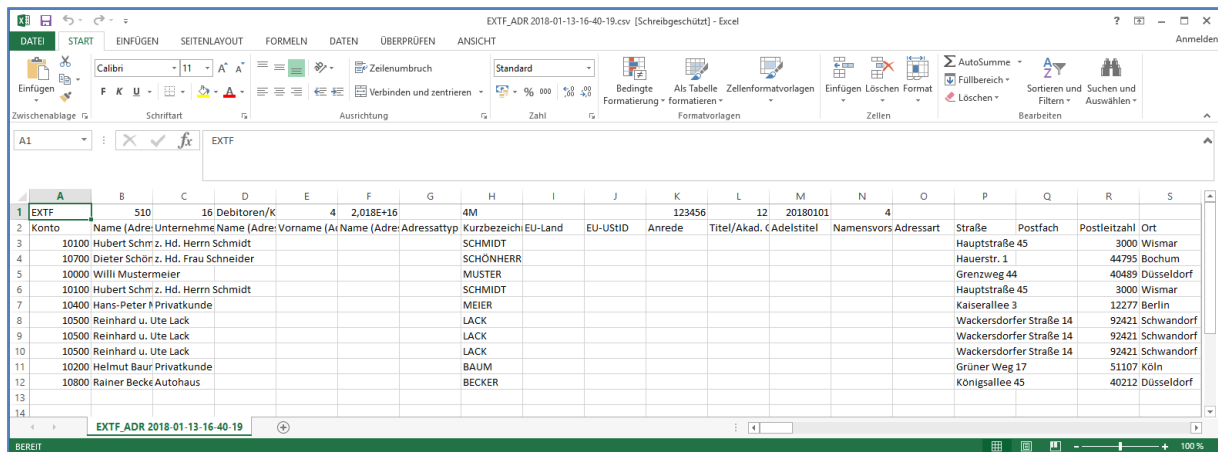 EXTF_ADR 2018-01-13-16-40-19.csv [Schreibgeschützt] - Excel
DATEI START EINFÜGEN SEITENLAYOUT FORMELN DATEN ÜBERPRÜFEN ANSICHT Anmelden
Einfügen
Calibri 11
F K U
Zeilenumbruch
Verbinden und zentrieren
Standard
% 000
Bedingte Formatierung
Als Tabelle formatieren
Zellenformatvorlagen
Einfügen Löschen Format
AutoSumme
Füllbereich
Löschen
Sortieren und Filtern
Suchen und Auswählen
Zwischenablage Schriftart Ausrichtung Zahl Formatvorlagen Zellen Bearbeiten
A1 fx EXTF
A B C D E F G H I J K L M N O P Q R S
1 EXTF 510 16 Debitoren/K 4 2,018E+16 4M 123456 12 20180101 4
2 Konto Name (Adre Unternehme Name (Adre Vorname (Ad Name (Adre Adressattyp Kurzbezeich EU-Land EU-UStID Anrede Titel/Akad. G Adelstitel Namensvors Adressart Straße Postfach Postleitzahl Ort
3 10100 Hubert Schm z. Hd. Herrn Schmidt SCHMIDT Hauptstraße 45 3000 Wismar
4 10700 Dieter Schön z. Hd. Frau Schneider SCHÖNHERR Hauerstr. 1 44795 Bochum
5 10000 Willi Mustermeier MUSTER Grenzweg 44 40489 Düsseldorf
6 10100 Hubert Schm z. Hd. Herrn Schmidt SCHMIDT Hauptstraße 45 3000 Wismar
7 10400 Hans-Peter M Privatkunde MEIER Kaiserallee 3 12277 Berlin
8 10500 Reinhard u. Ute Lack LACK Wackersdorfer Straße 14 92421 Schwandorf
9 10500 Reinhard u. Ute Lack LACK Wackersdorfer Straße 14 92421 Schwandorf
10 10500 Reinhard u. Ute Lack LACK Wackersdorfer Straße 14 92421 Schwandorf
11 10200 Helmut Baur Privatkunde BAUM Grüner Weg 17 51107 Köln
12 10800 Rainer Becke Autohaus BECKER Königsallee 45 40212 Düsseldorf
13
14
EXTF_ADR 2018-01-13-16-40-19
BEREIT 100 %